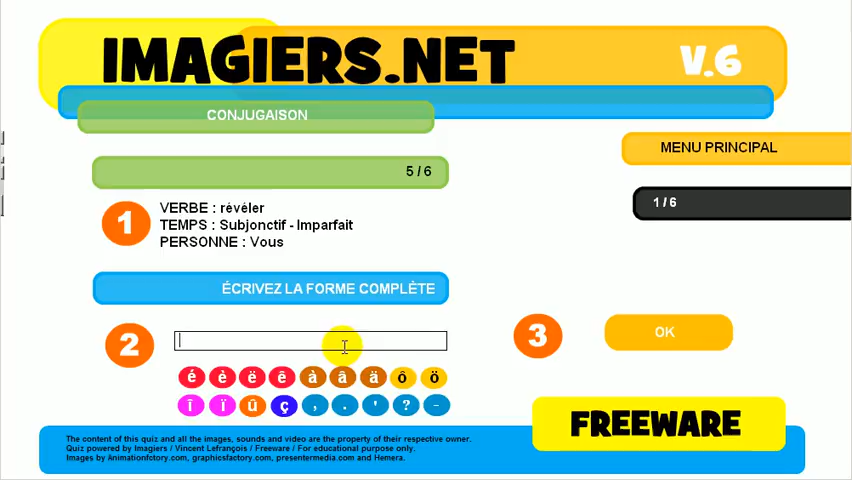 IMAGIERS.NET
V.6
CONJUGAISON
MENU PRINCIPAL
5 / 6
1 / 6
1
VERBE : révéler
TEMPS : Subjonctif - Imparfait
PERSONNE : Vous
ÉCRIVEZ LA FORME COMPLÈTE
2
3
OK
é è ë ê à â ä ô ö
î ï û ç , . ' ? -
FREEWARE
The content of this quiz and all the images, sounds and video are the property of their respective owner.
Quiz powered by Imagiers / Vincent Lefrançois / Freeware / For educational purpose only.
Images by Animationfctory.com, graphicsfactory.com, presentermedia.com and Hemera.